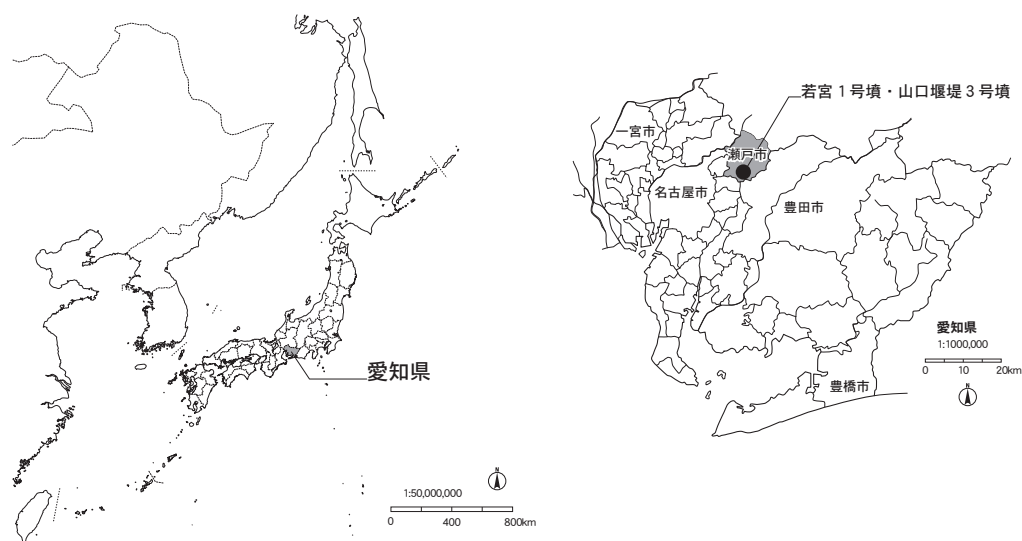 愛知県
N
1:50,000,000
0 400 800km
若宮1号墳・山口堰堤3号墳
一宮市
瀬戸市
名古屋市
豊田市
豊橋市
愛知県
1:1000,000
0 10 20km
N